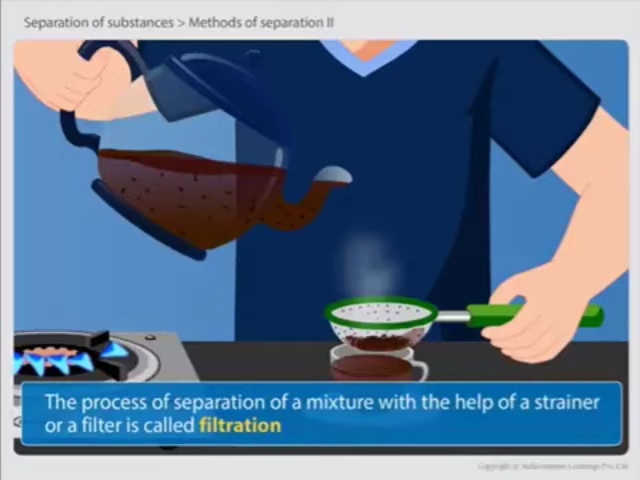 Separation of substances > Methods of separation II
The process of separation of a mixture with the help of a strainer
or a filter is called filtration